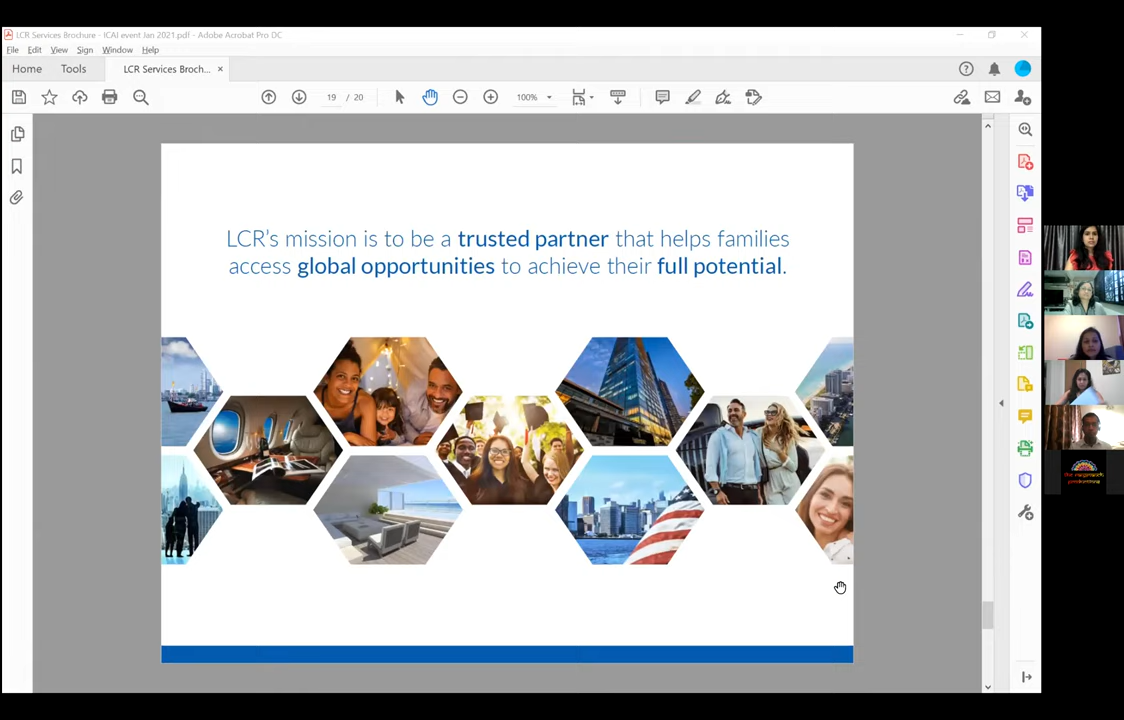 LCR Services Brochure - ICAI event Jan 2021.pdf - Adobe Acrobat Pro DC
File Edit View Sign Window Help
Home Tools LCR Services Broch... ×
19 / 20 100%
LCR's mission is to be a trusted partner that helps families
access global opportunities to achieve their full potential.